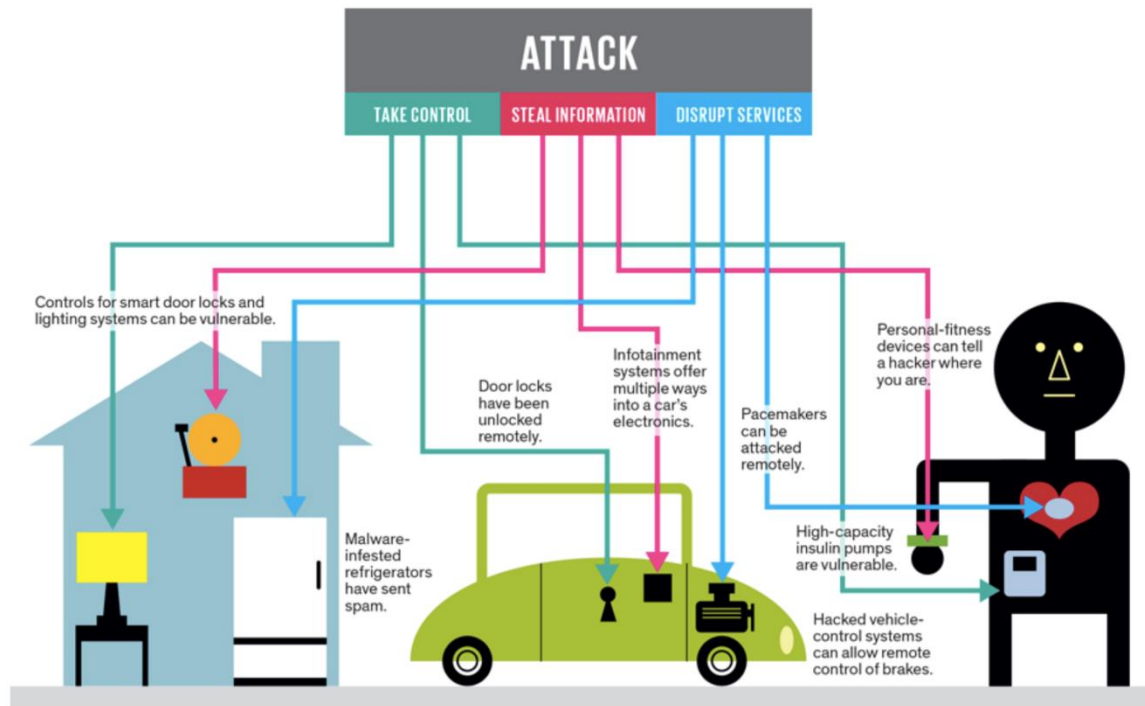 ATTACK
TAKE CONTROL
STEAL INFORMATION
DISRUPT SERVICES
Controls for smart door locks and
lighting systems can be vulnerable.
Door locks
have been
unlocked
remotely.
Infotainment
systems offer
multiple ways
into a car's
electronics.
Pacemakers
can be
attacked
remotely.
Personal-fitness
devices can tell
a hacker where
you are.
Malware-
infested
refrigerators
have sent
spam.
High-capacity
insulin pumps
are vulnerable.
Hacked vehicle-
control systems
can allow remote
control of brakes.